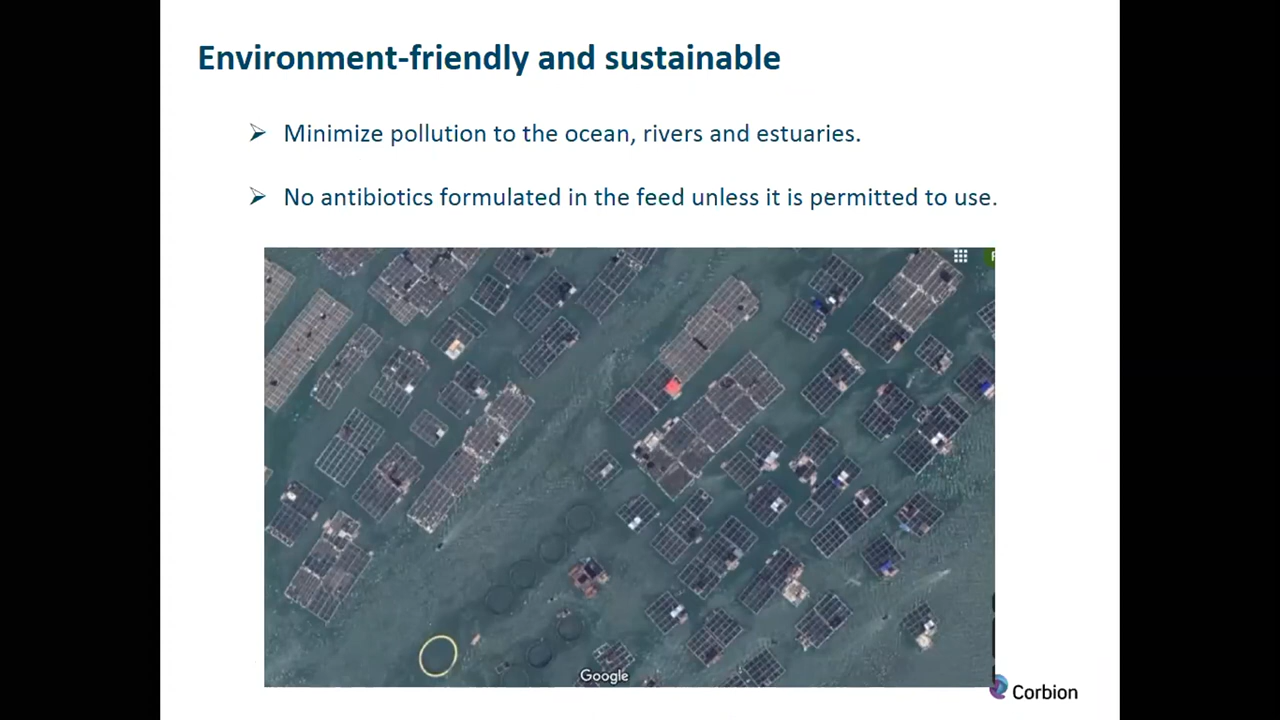 Environment-friendly and sustainable
Minimize pollution to the ocean, rivers and estuaries.
No antibiotics formulated in the feed unless it is permitted to use.
Google
Corbion